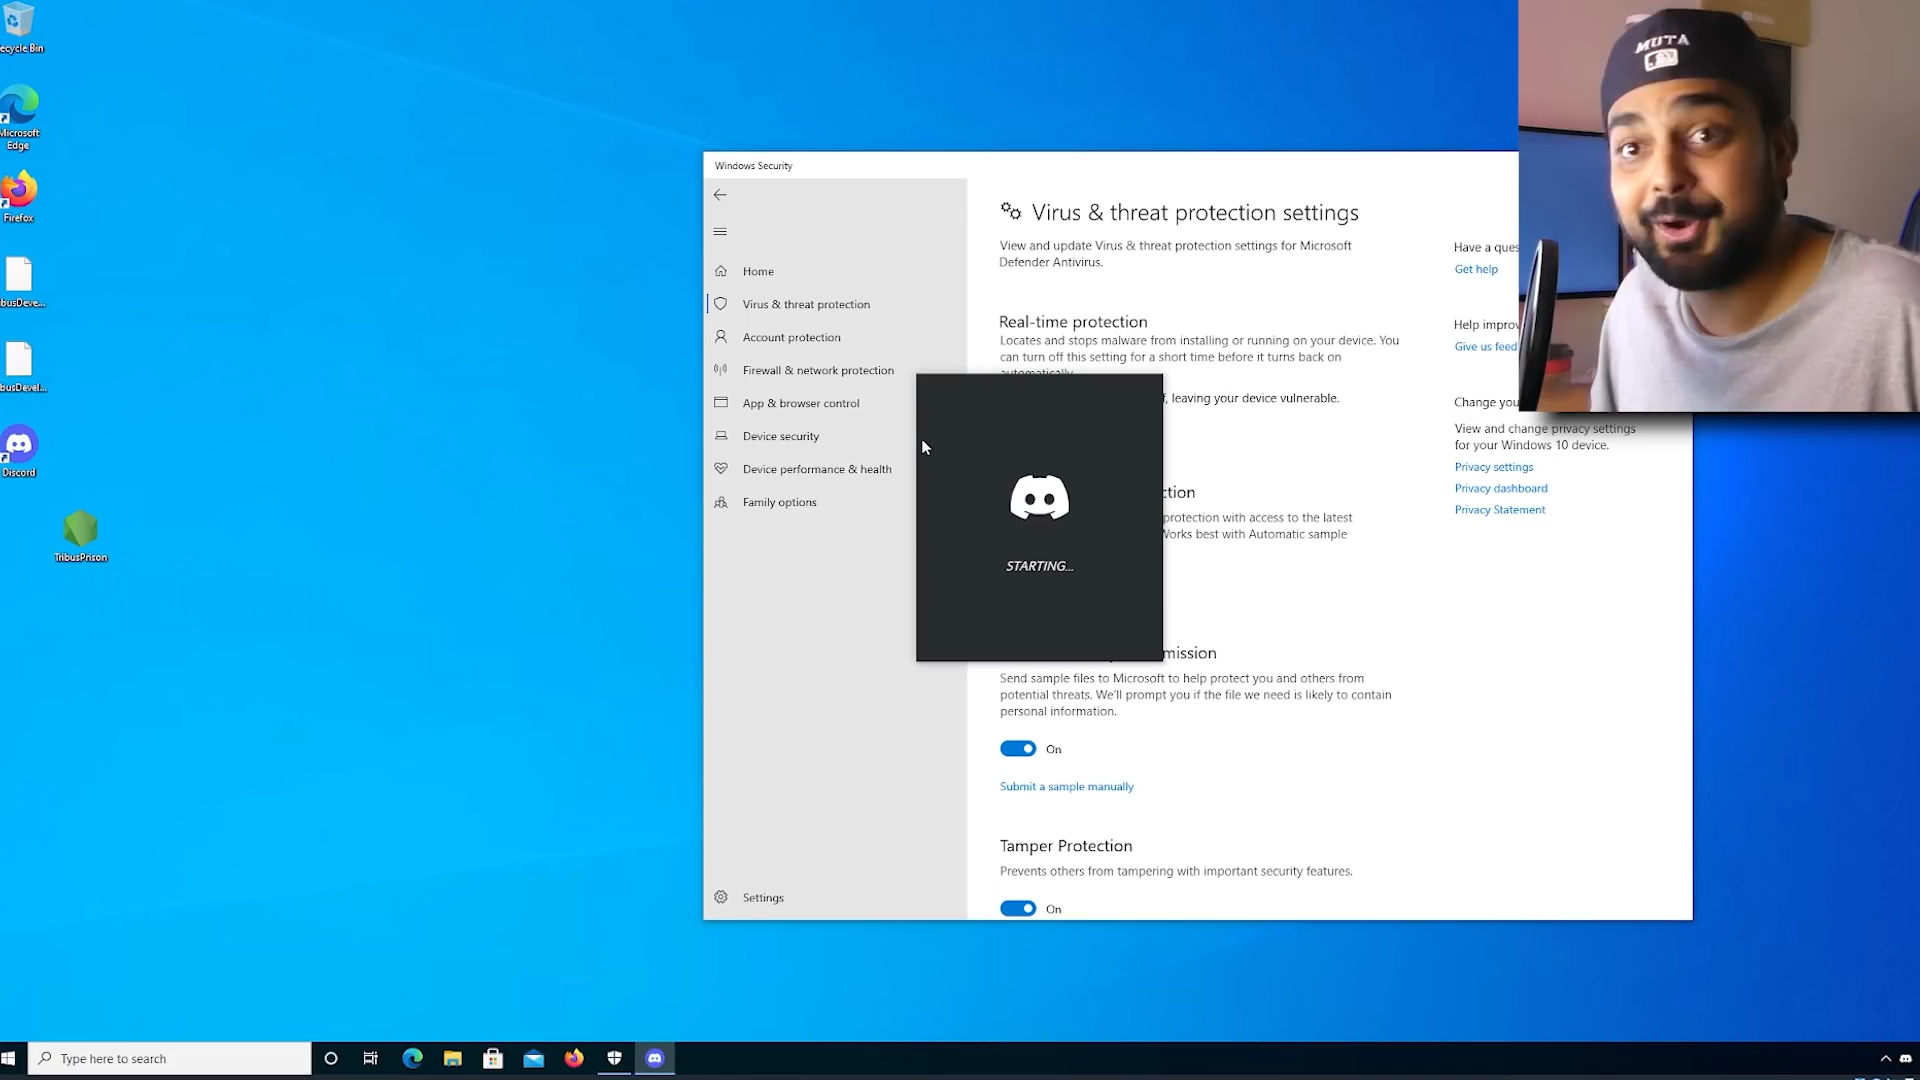 ecycle Bin
Microsoft
Edge
Firefox
busDeve...
busDevel...
Discord
TribusPrison
MUTA
Windows Security
Home
Virus & threat protection
Account protection
Firewall & network protection
App & browser control
Device security
Device performance & health
Family options
Settings
Virus & threat protection settings
View and update Virus & threat protection settings for Microsoft
Defender Antivirus.
Real-time protection
Locates and stops malware from installing or running on your device. You
can turn off this setting for a short time before it turns back on
automatically.
f, leaving your device vulnerable.
STARTING...
ction
protection with access to the latest
Works best with Automatic sample
mission
Send sample files to Microsoft to help protect you and others from
potential threats. We'll prompt you if the file we need is likely to contain
personal information.
On
Submit a sample manually
Tamper Protection
Prevents others from tampering with important security features.
On
Have a ques
Get help
Help improv
Give us feed
Change you
View and change privacy settings
for your Windows 10 device.
Privacy settings
Privacy dashboard
Privacy Statement
Type here to search